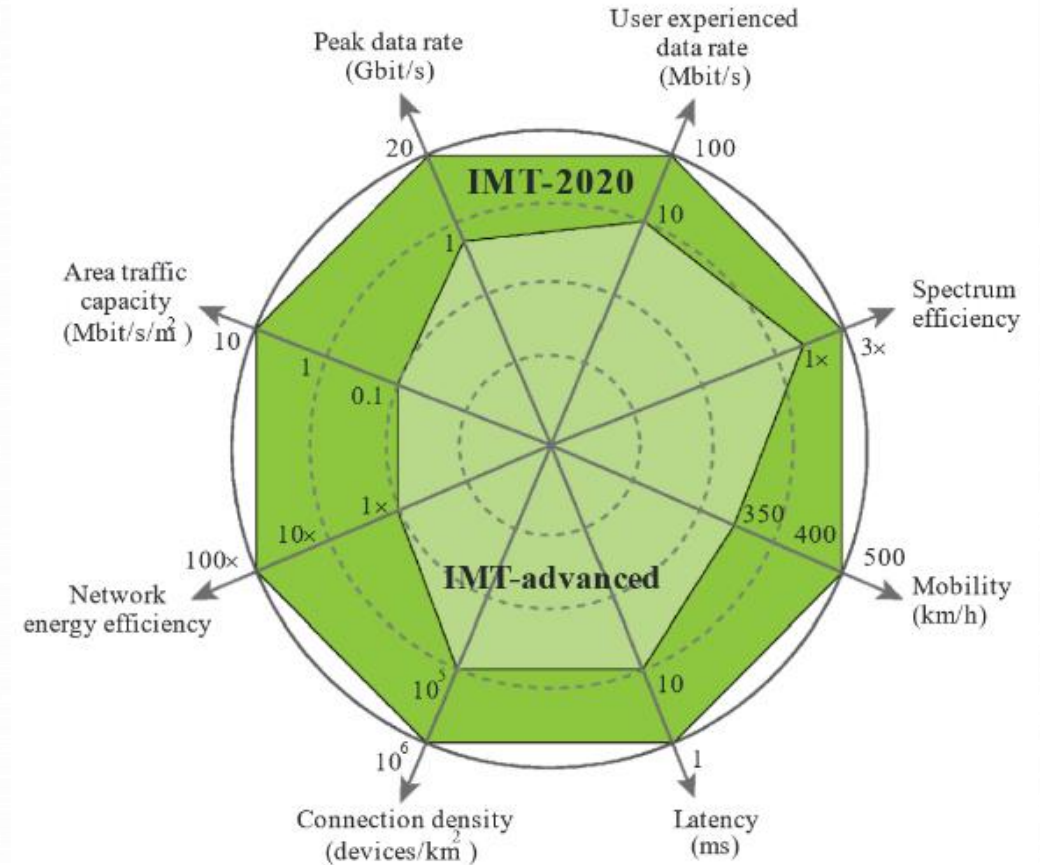 User experienced
data rate
(Mbit/s)
Peak data rate
(Gbit/s)
20
100
IMT-2020
1
10
Area traffic
capacity
(Mbit/s/m²)
10
1
0.1
Spectrum
efficiency
1×
3×
1×
10×
100×
Network
energy efficiency
350
400
500
Mobility
(km/h)
IMT-advanced
10⁵
10⁶
Connection density
(devices/km²)
10
1
Latency
(ms)